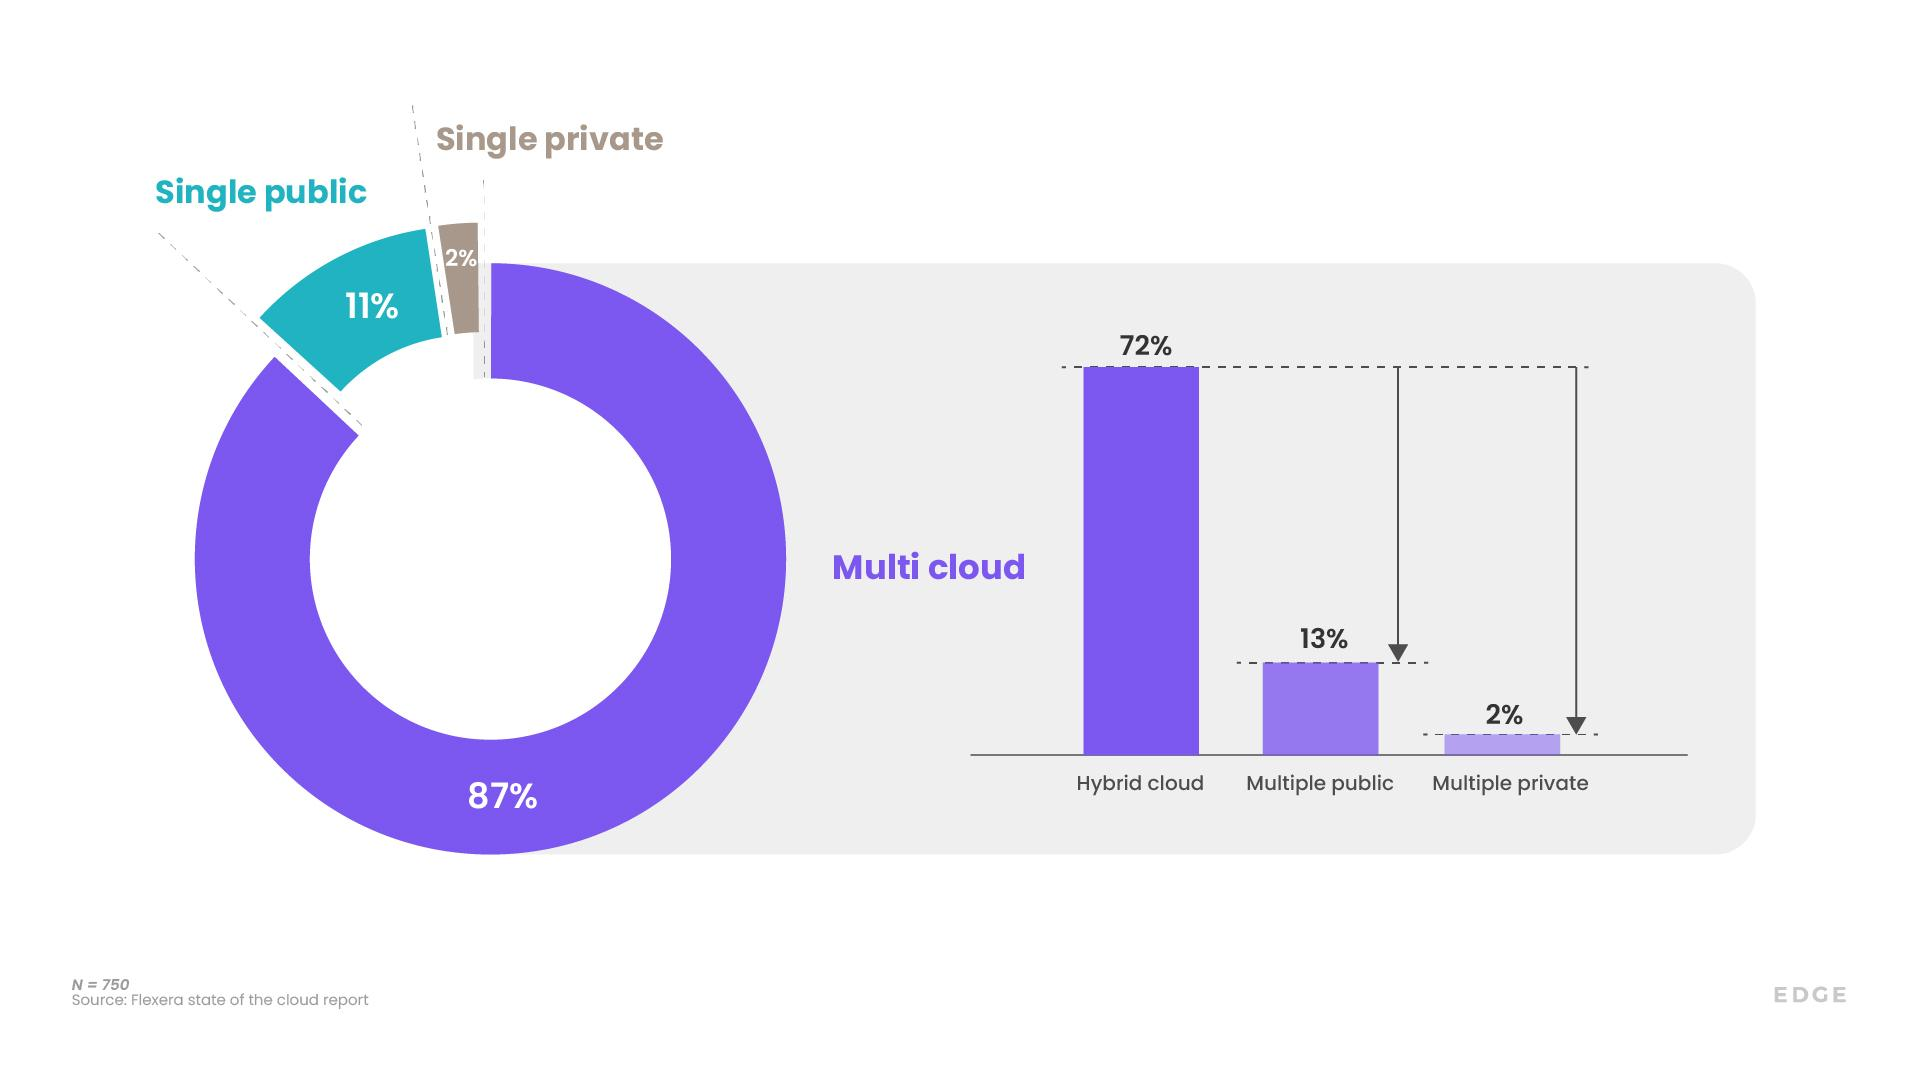 Single private
Single public
2%
11%
87%
Multi cloud
72%
13%
2%
Hybrid cloud
Multiple public
Multiple private
N = 750
Source: Flexera state of the cloud report
EDGE